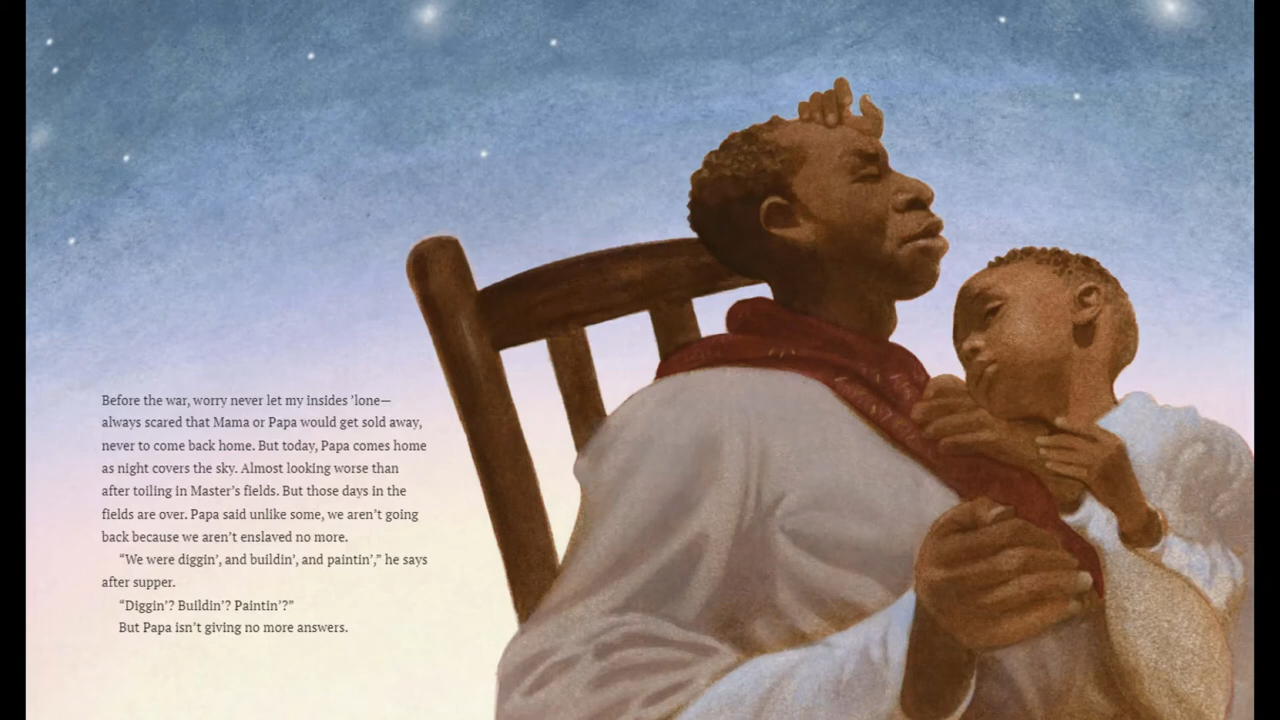 Before the war, worry never let my insides ’lone—
always scared that Mama or Papa would get sold away,
never to come back home. But today, Papa comes home
as night covers the sky. Almost looking worse than
after toiling in Master’s fields. But those days in the
fields are over. Papa said unlike some, we aren’t going
back because we aren’t enslaved no more.
“We were diggin’, and buildin’, and paintin’,” he says
after supper.
“Diggin’? Buildin’? Paintin’?”
But Papa isn’t giving no more answers.